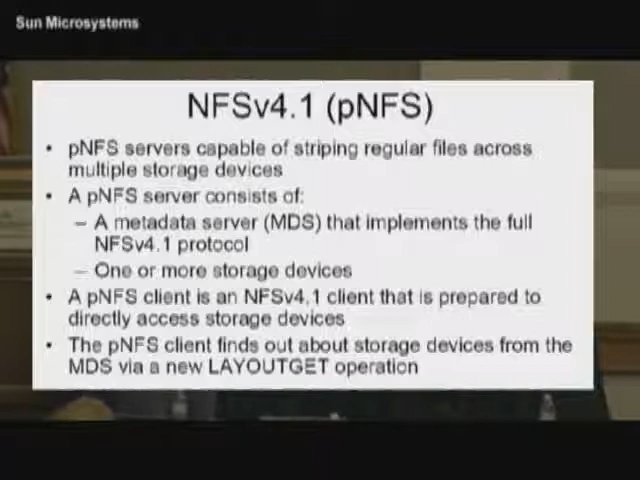 Sun Microsystems
NFSv4.1 (pNFS)
• pNFS servers capable of striping regular files across
multiple storage devices
• A pNFS server consists of:
– A metadata server (MDS) that implements the full
NFSv4.1 protocol
– One or more storage devices
• A pNFS client is an NFSv4.1 client that is prepared to
directly access storage devices
• The pNFS client finds out about storage devices from the
MDS via a new LAYOUTGET operation